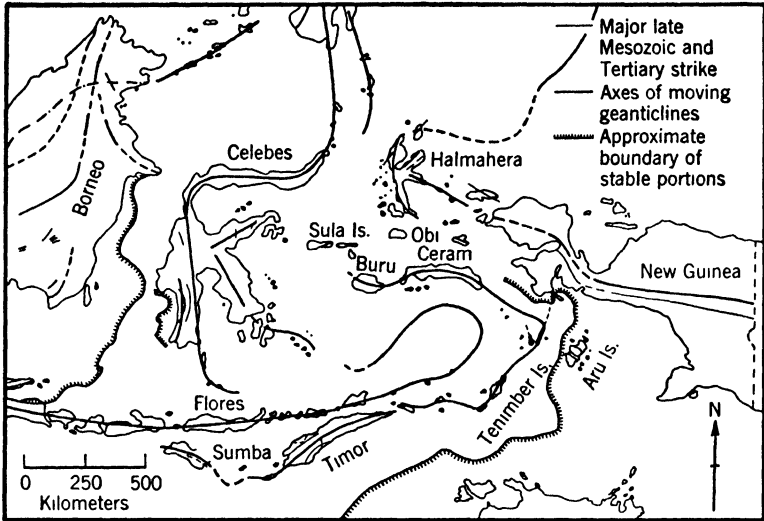 Major late
Mesozoic and
Tertiary strike
Axes of moving
geanticlines
Approximate
boundary of
stable portions
Celebes
Halmahera
Borneo
Sula Is.
Obi
Ceram
Buru
New Guinea
Aru Is.
Tenimber Is.
Flores
Sumba
Timor
N
0 250 500
Kilometers